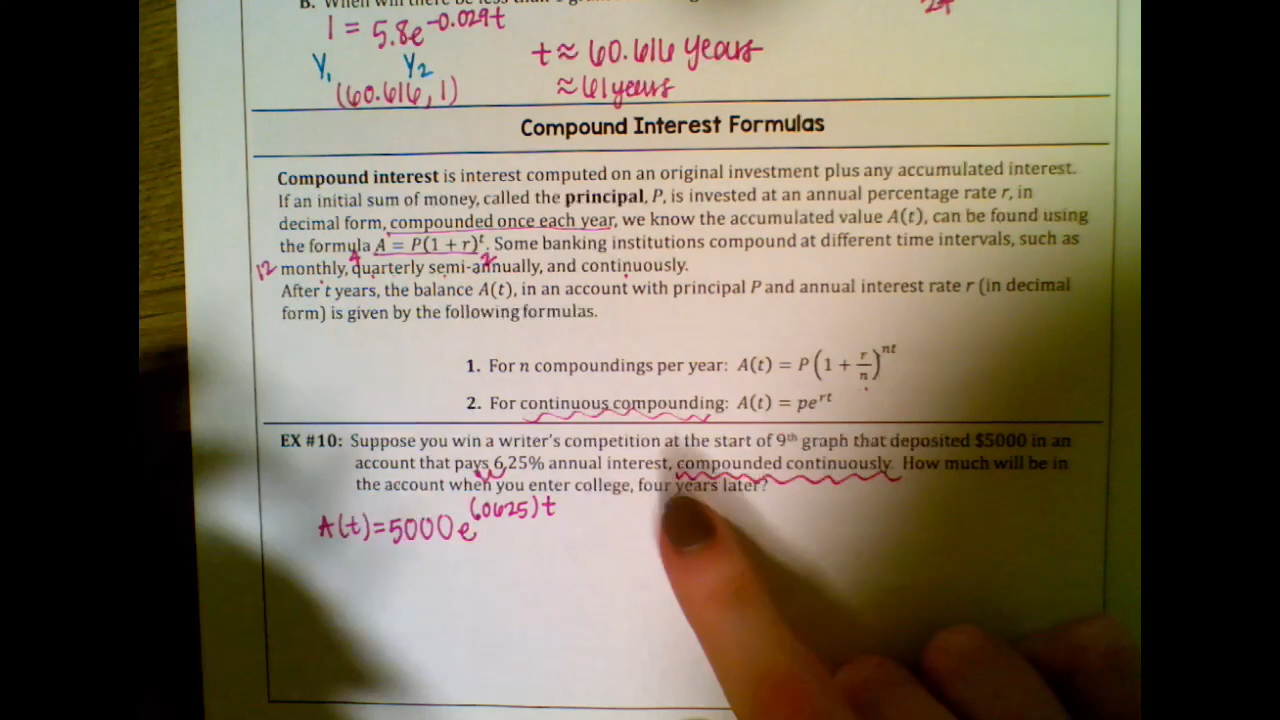 B. When will there be less than
1 = 5.8e^-0.029t
Y1 Y2 t ≈ 60.616 years
(60.616, 1) ≈ 61 years
Compound Interest Formulas
Compound interest is interest computed on an original investment plus any accumulated interest.
If an initial sum of money, called the principal, P, is invested at an annual percentage rate r, in
decimal form, compounded once each year, we know the accumulated value A(t), can be found using
the formula A = P(1 + r)^t. Some banking institutions compound at different time intervals, such as
12 4 2
monthly, quarterly semi-annually, and continuously.
After t years, the balance A(t), in an account with principal P and annual interest rate r (in decimal
form) is given by the following formulas.
1. For n compoundings per year: A(t) = P(1 + r/n)^nt
2. For continuous compounding: A(t) = pe^rt
EX #10: Suppose you win a writer's competition at the start of 9th graph that deposited $5000 in an
account that pays 6.25% annual interest, compounded continuously. How much will be in
the account when you enter college, four years later?
A(t)=5000e^(.0625)t